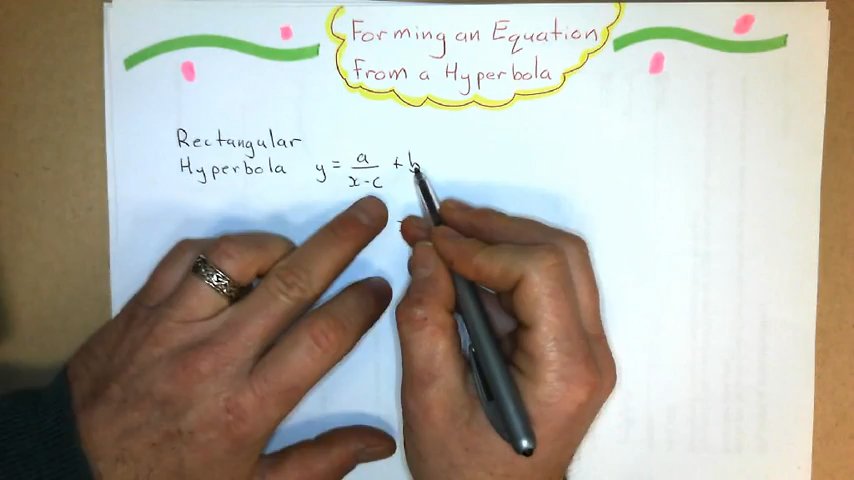 Forming an Equation
from a Hyperbola
Rectangular
Hyperbola y = a/(x-c) + b